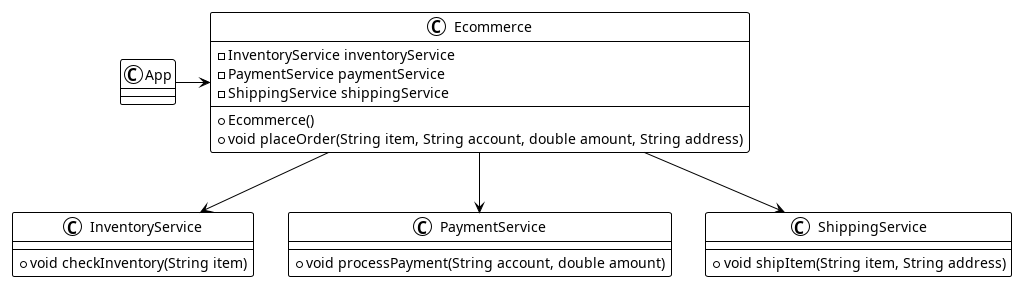 C Ecommerce
InventoryService inventoryService
PaymentService paymentService
ShippingService shippingService
Ecommerce()
void placeOrder(String item, String account, double amount, String address)
C App
C InventoryService
void checkInventory(String item)
C PaymentService
void processPayment(String account, double amount)
C ShippingService
void shipItem(String item, String address)